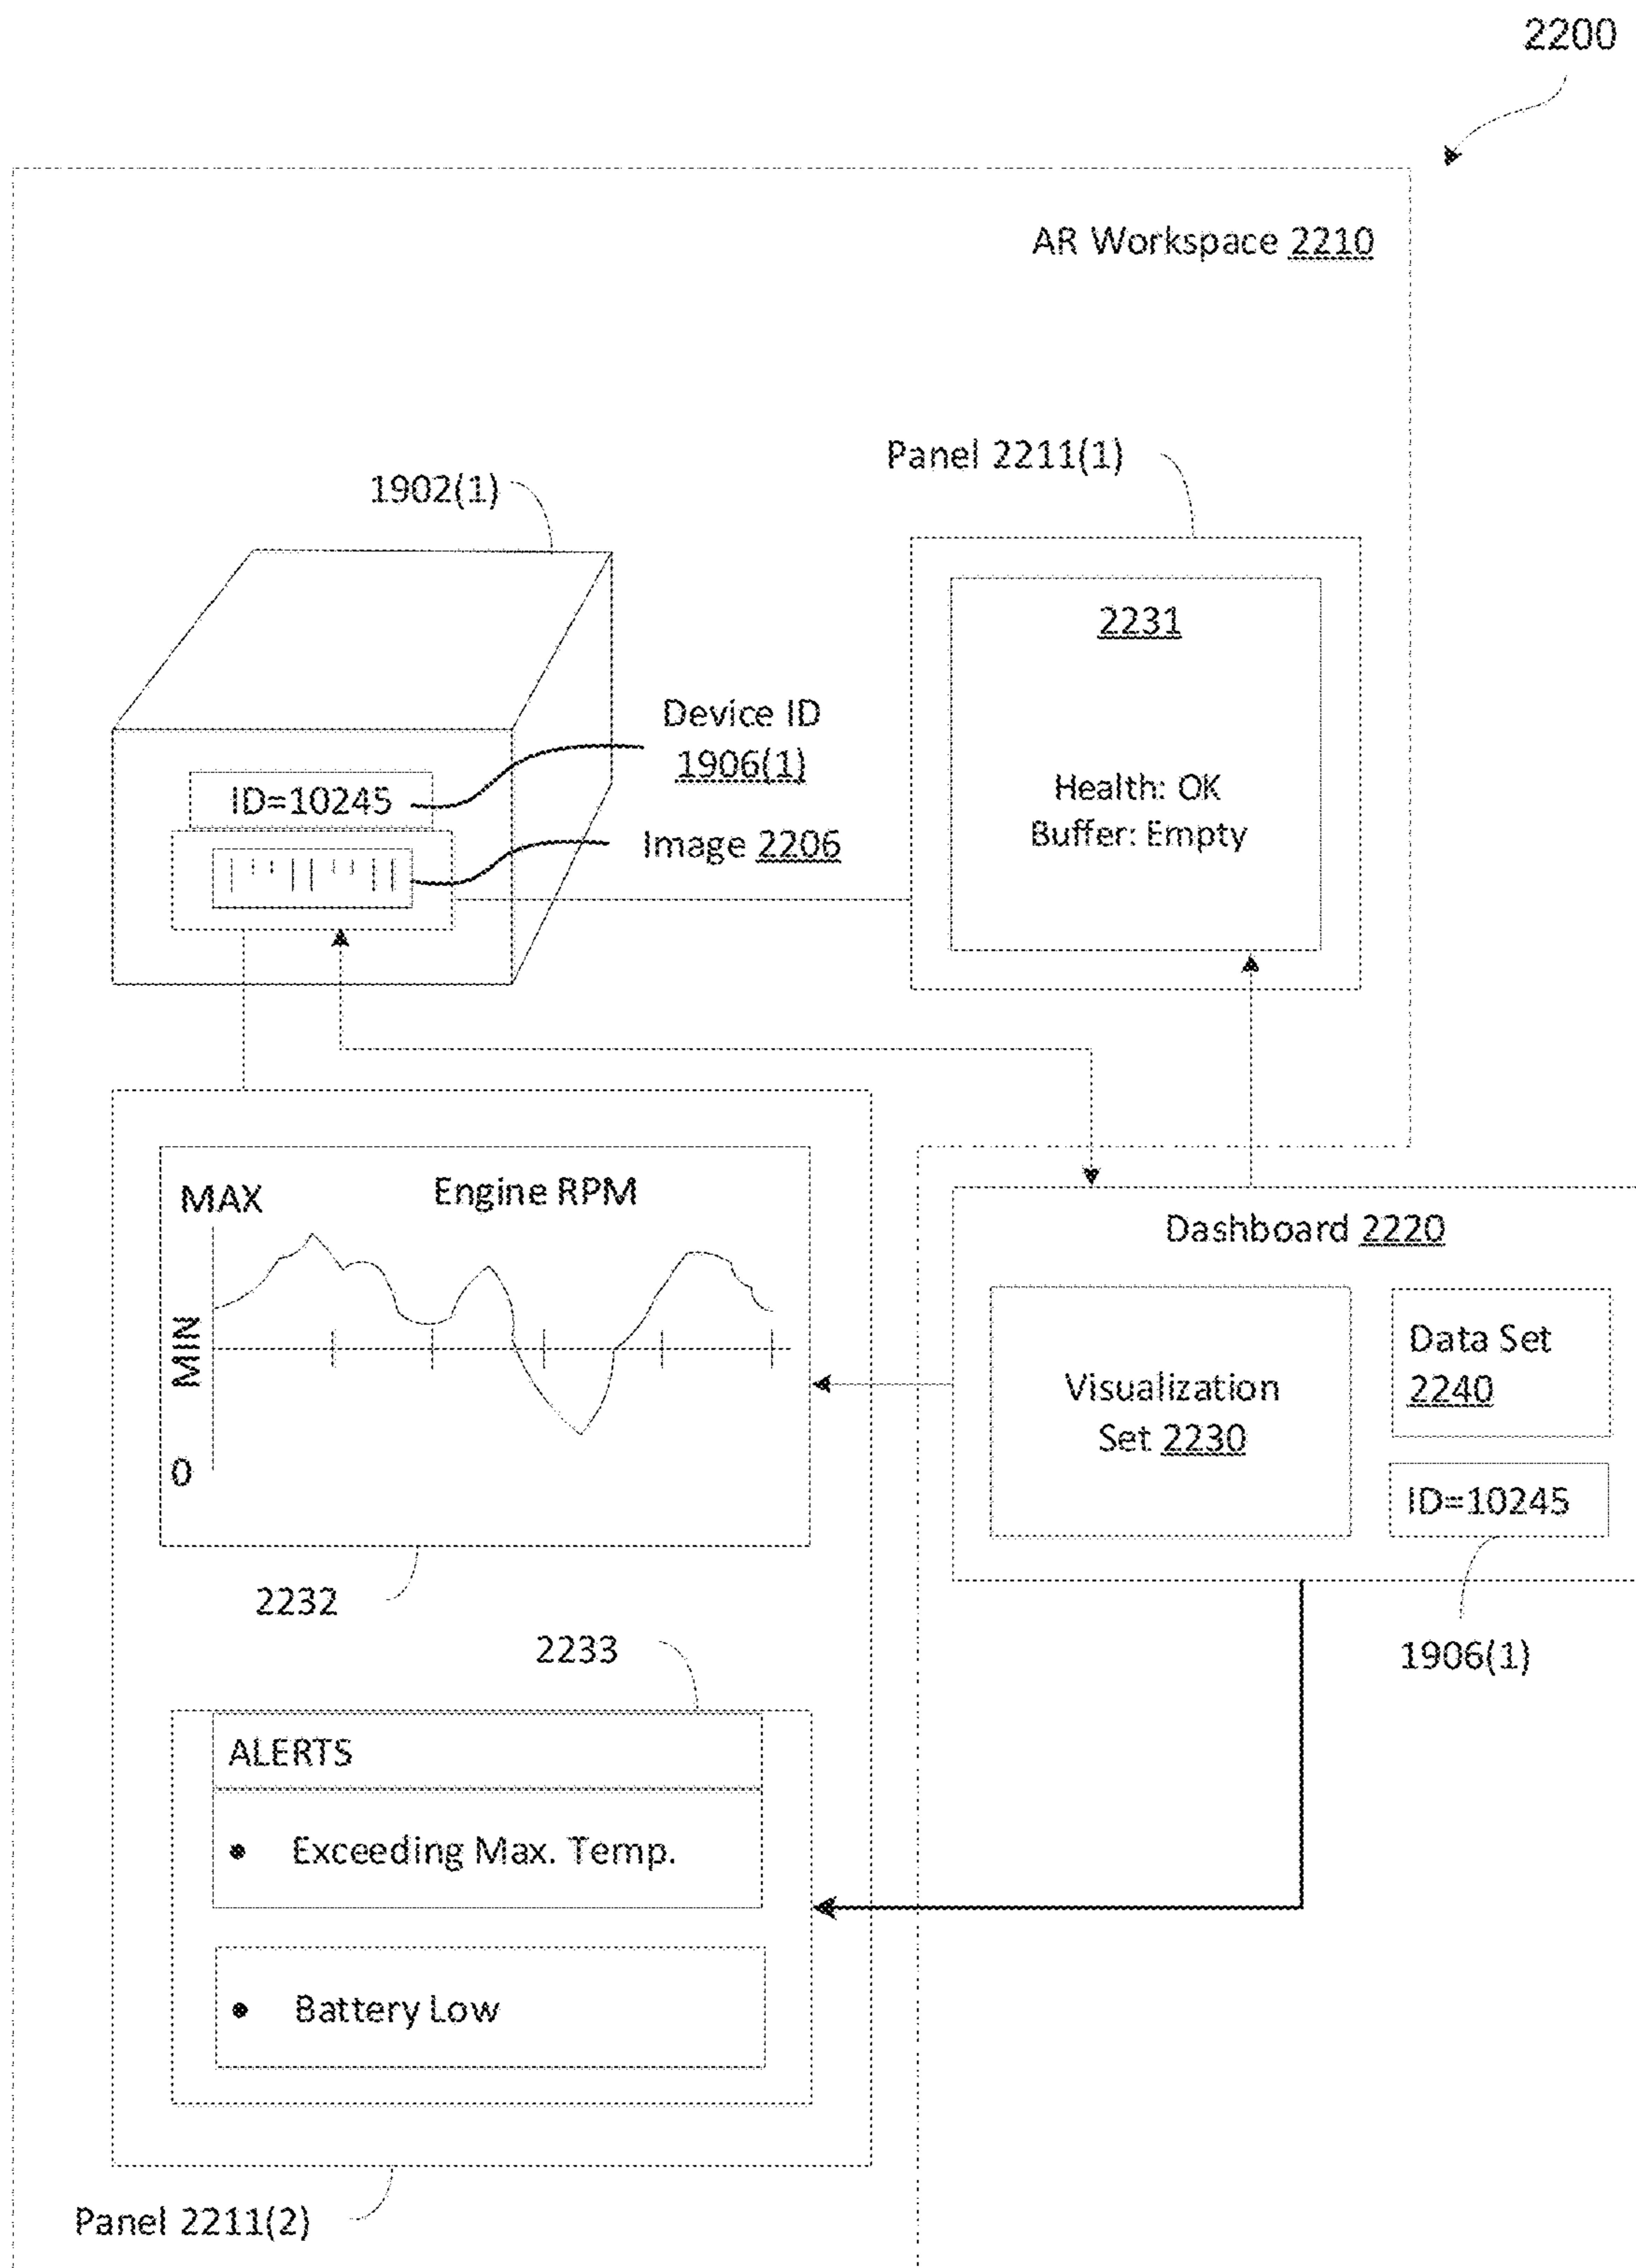 2200
AR Workspace 2210
Panel 2211(1)
1902(1)
2231
Device ID
1906(1)
Health: OK
ID=10245
Buffer: Empty
Image 2206
MAX
Engine RPM
Dashboard 2220
MIN
Data Set
2240
Visualization
Set 2230
0
ID=10245
2232
2233
1906(1)
ALERTS
• Exceeding Max. Temp.
• Battery Low
Panel 2211(2)